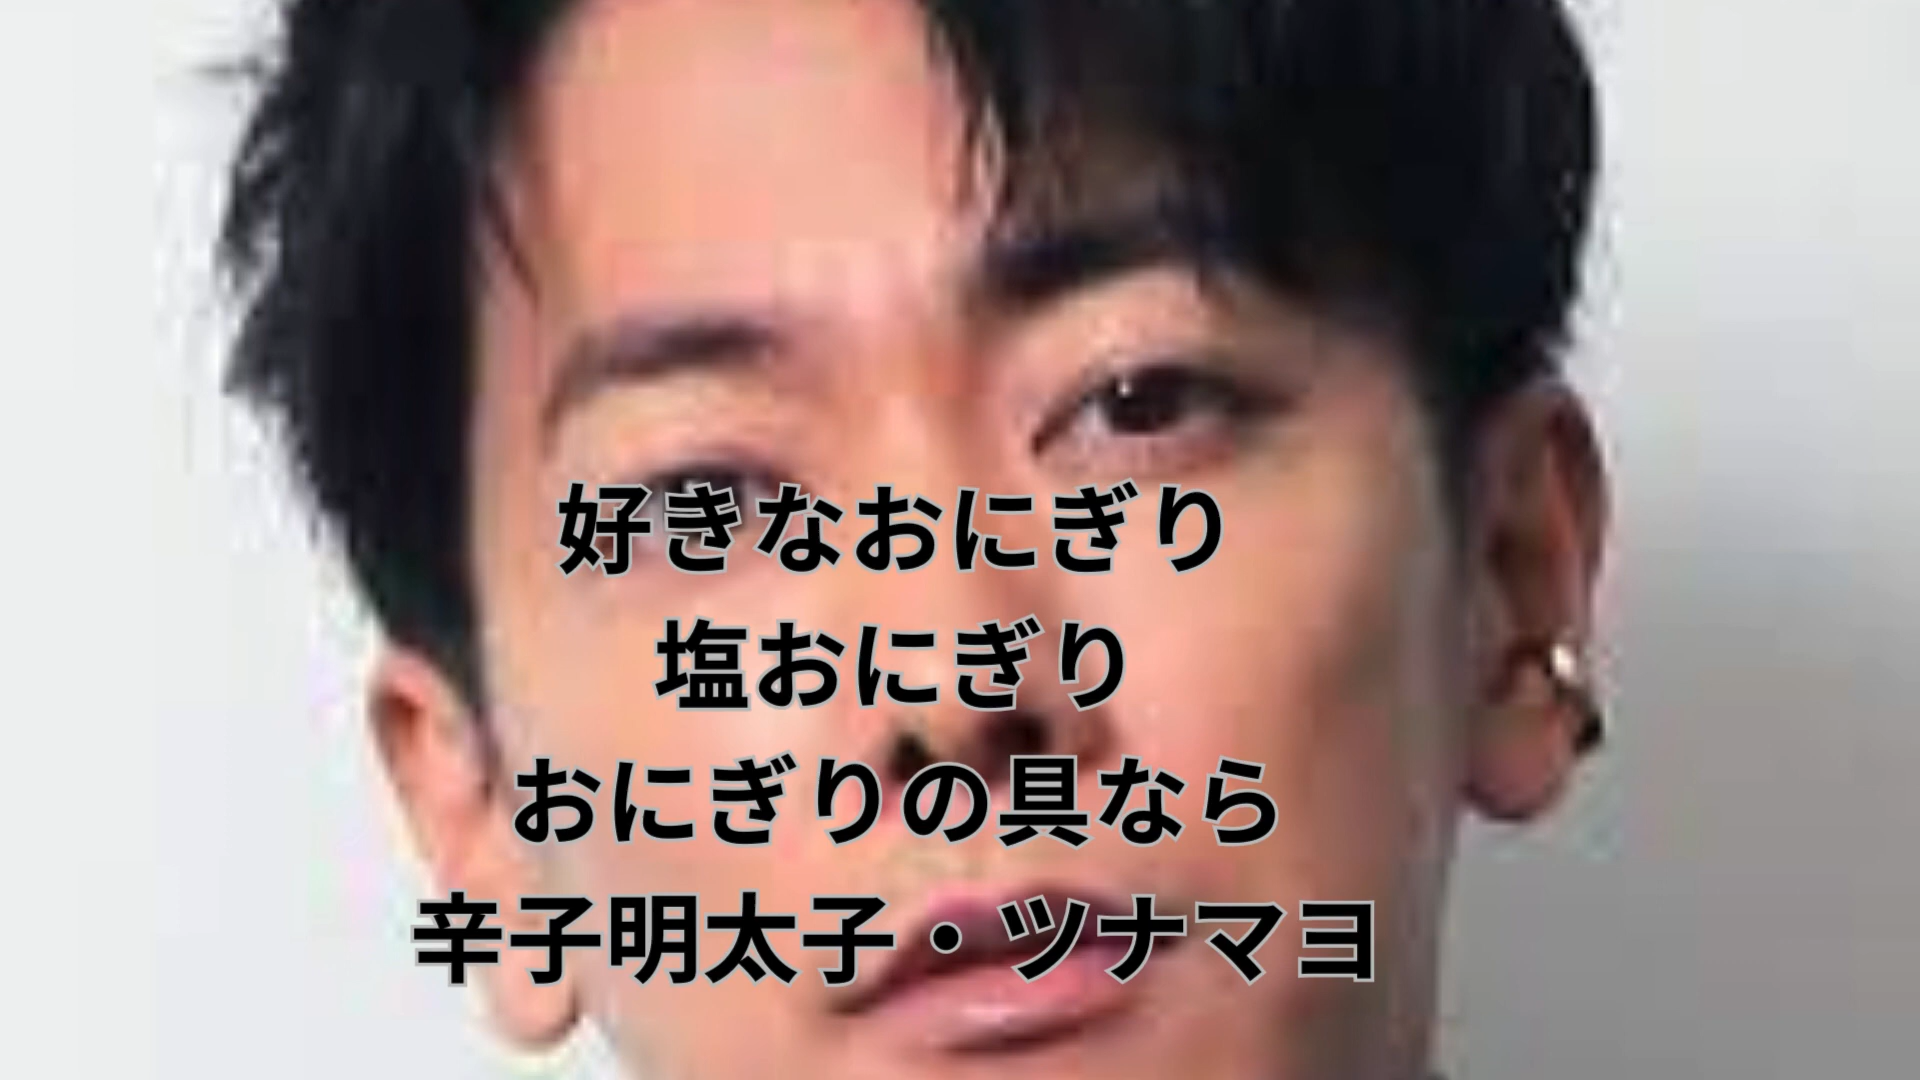 好きなおにぎり
塩おにぎり
おにぎりの具なら
辛子明太子・ツナマヨ